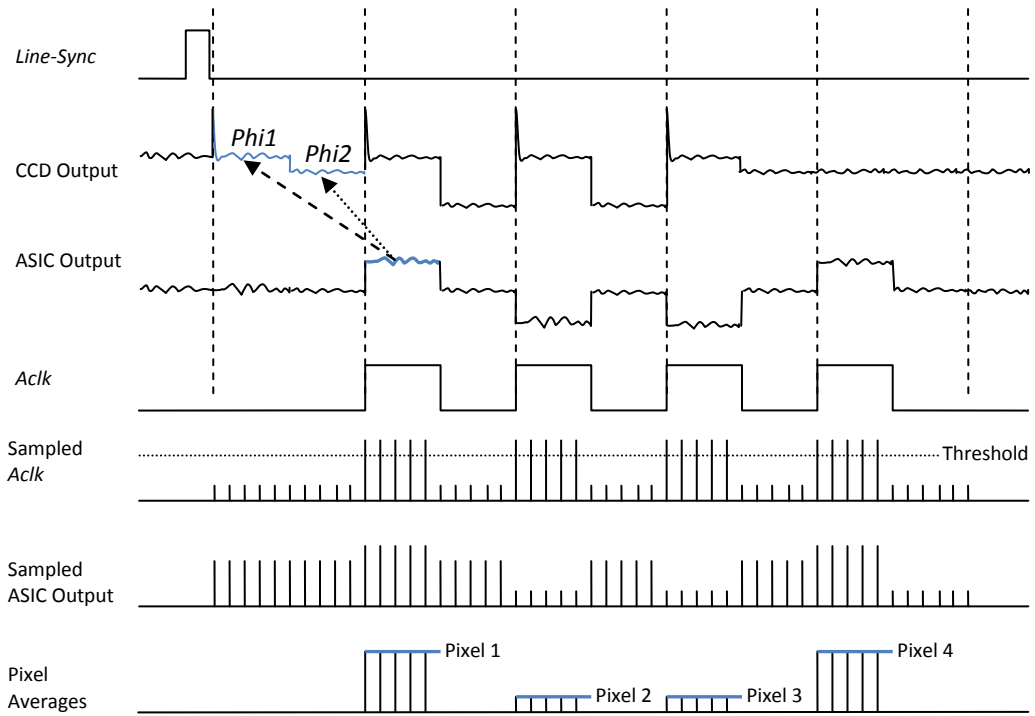 Line-Sync
Phi1
Phi2
CCD Output
ASIC Output
Aclk
Sampled
Aclk
Threshold
Sampled
ASIC Output
Pixel
Averages
Pixel 1
Pixel 2
Pixel 3
Pixel 4